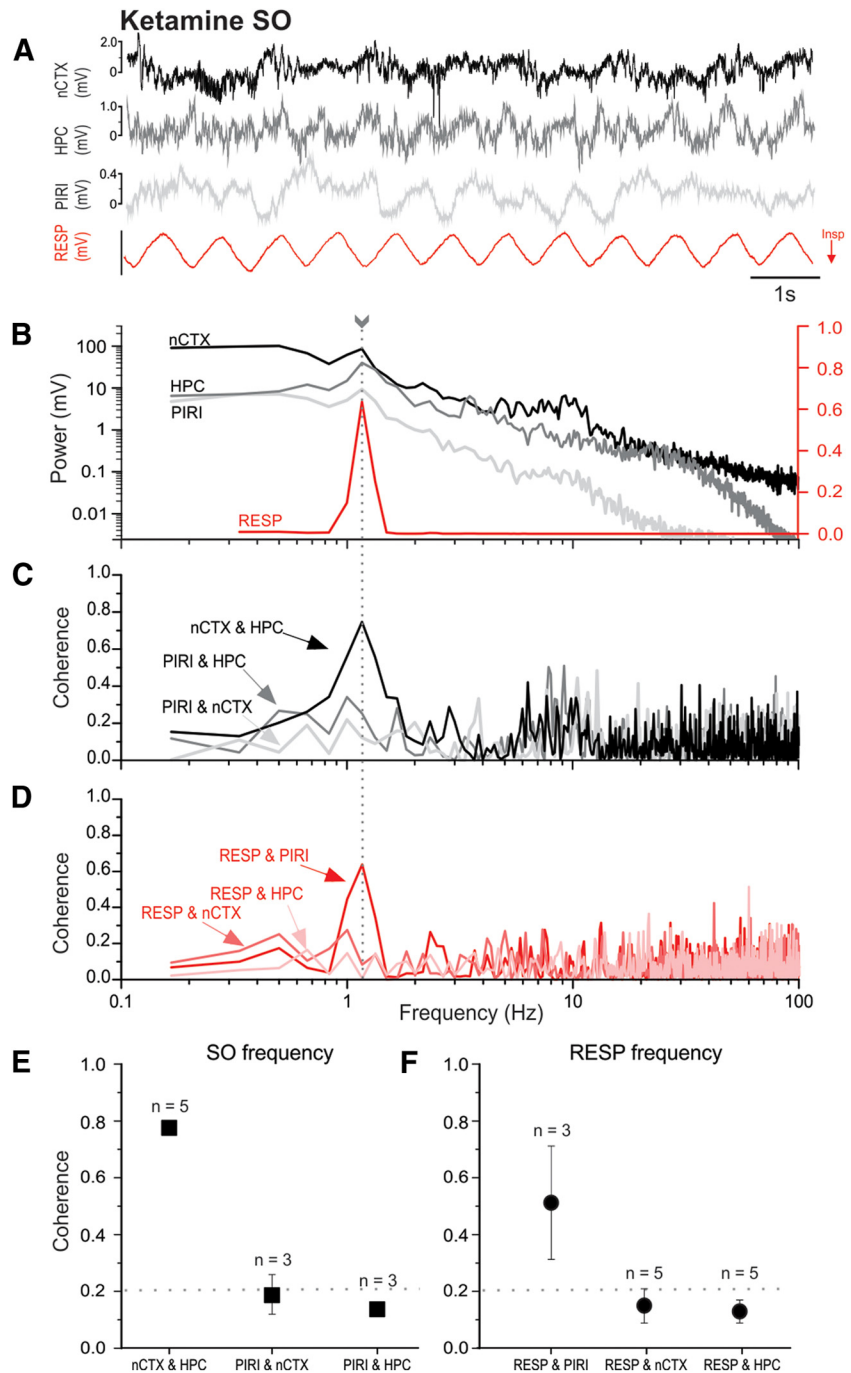 Ketamine SO
A
2.0
0
nCTX
(mV)
1.0
0
HPC
(mV)
0.4
0
PIRI
(mV)
RESP
(mV)
Insp
1s
B
100
10
1
0.1
0.01
Power (mV)
nCTX
HPC
PIRI
RESP
1.0
0.8
0.6
0.4
0.2
0.0
C
1.0
0.8
0.6
0.4
0.2
0.0
Coherence
nCTX & HPC
PIRI & HPC
PIRI & nCTX
D
1.0
0.8
0.6
0.4
0.2
0.0
Coherence
RESP & PIRI
RESP & HPC
RESP & nCTX
0.1
1
10
100
Frequency (Hz)
E
SO frequency
1.0
0.8
0.6
0.4
0.2
0.0
Coherence
n = 5
n = 3
n = 3
nCTX & HPC
PIRI & nCTX
PIRI & HPC
F
RESP frequency
1.0
0.8
0.6
0.4
0.2
0.0
n = 3
n = 5
n = 5
RESP & PIRI
RESP & nCTX
RESP & HPC